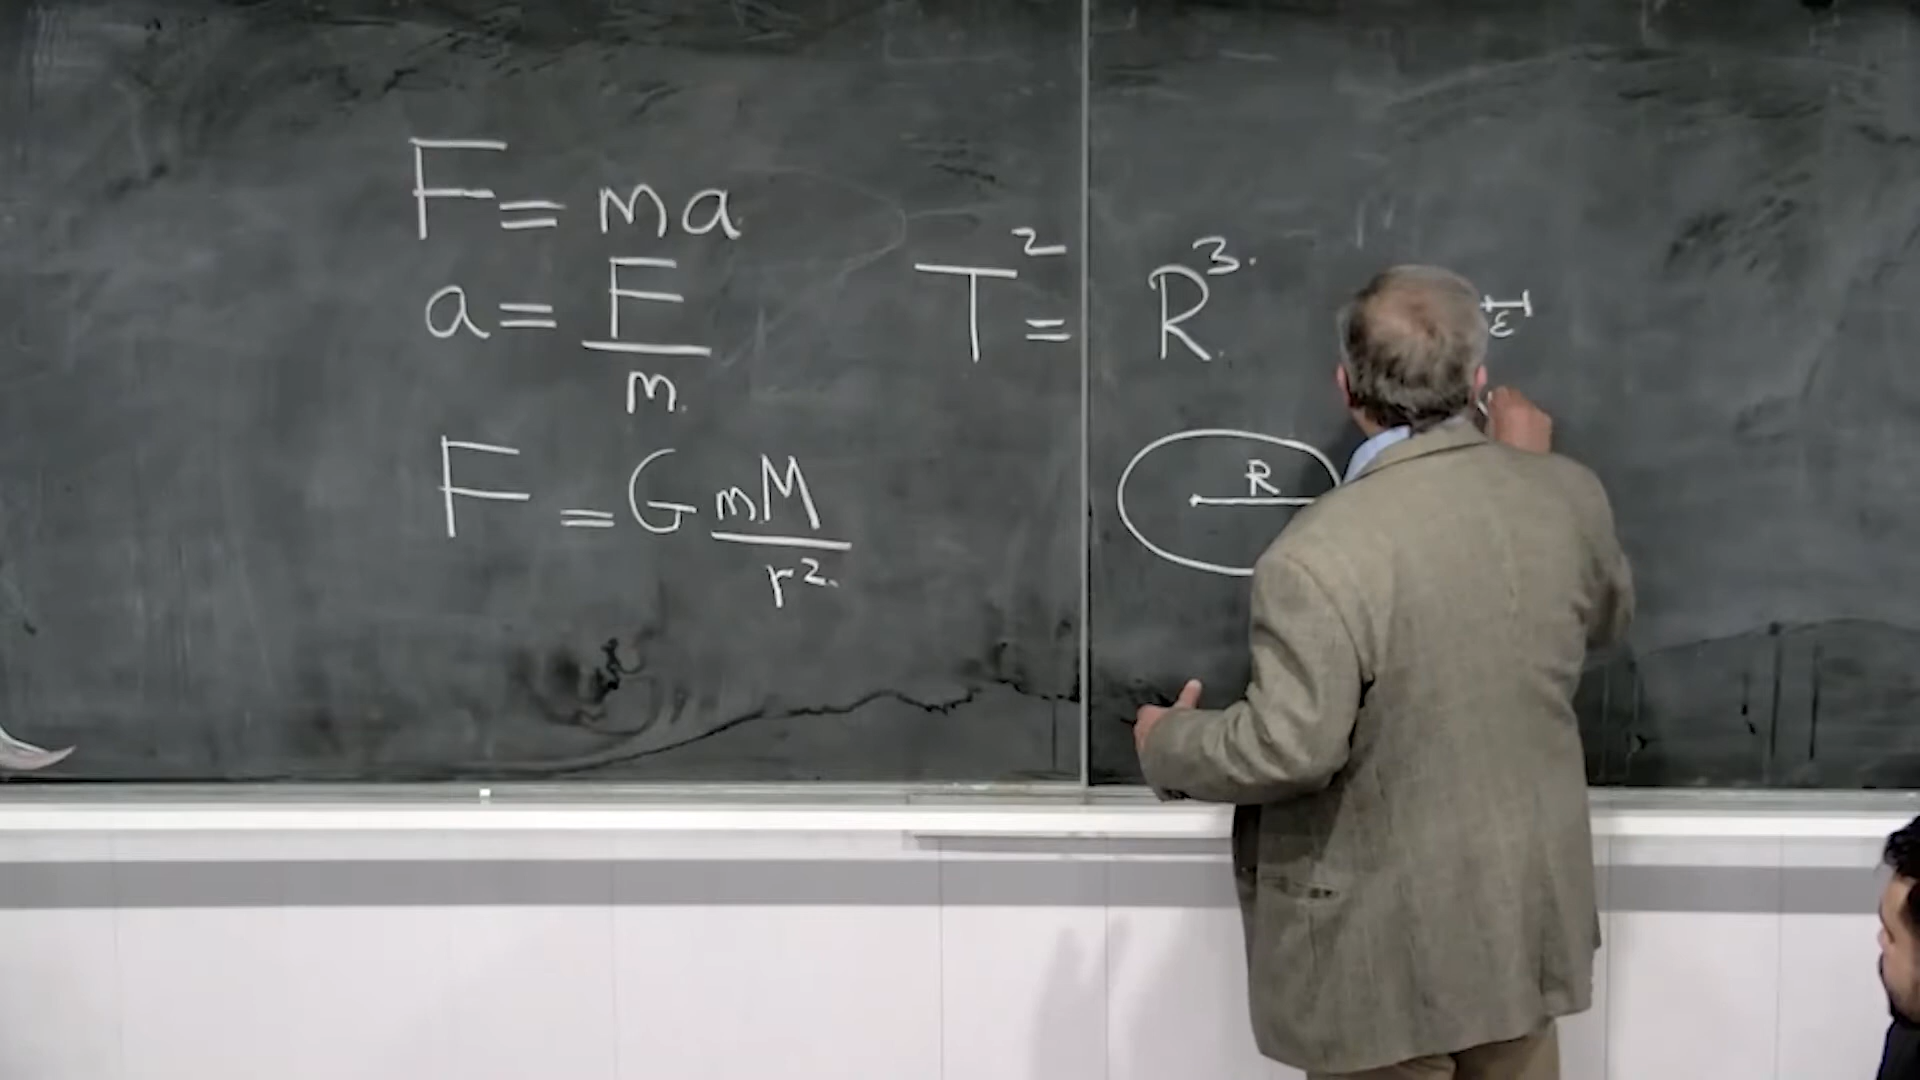 F = ma
a = F/m
F = G mM/r²
T² = R³
R
ε